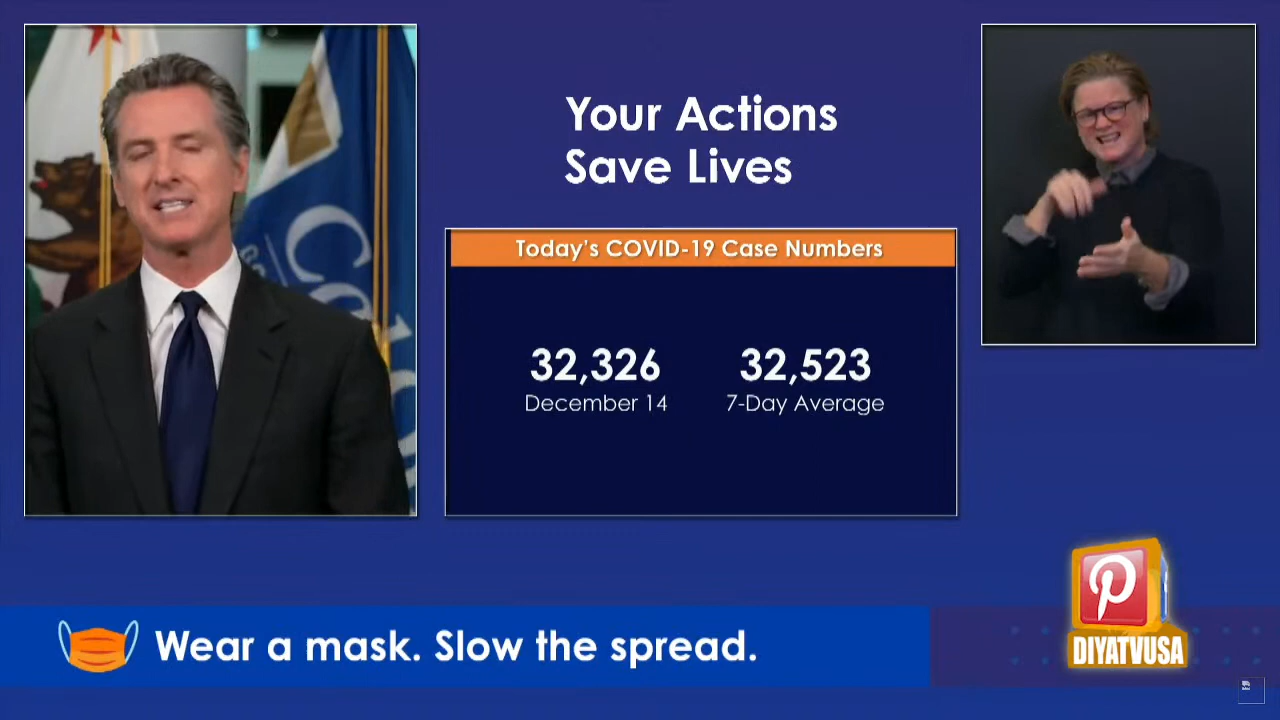 Your Actions
Save Lives
Today's COVID-19 Case Numbers
32,326
32,523
December 14
7-Day Average
Wear a mask. Slow the spread.
DIYATVUSA